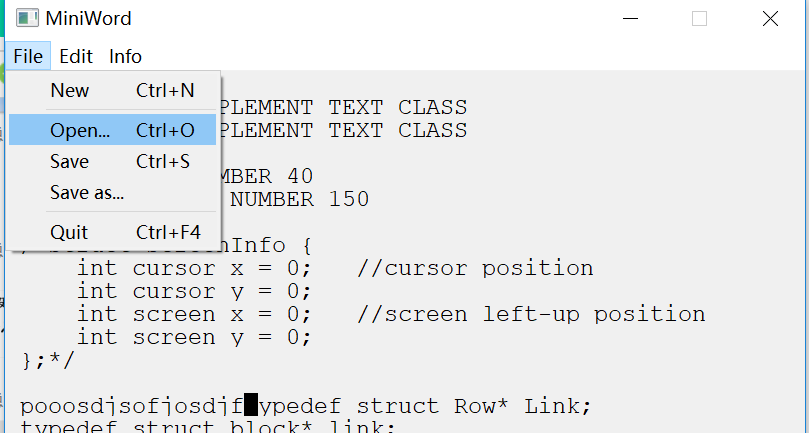 MiniWord
File Edit Info
New Ctrl+N
Open... Ctrl+O
Save Ctrl+S
Save as...
Quit Ctrl+F4
PLEMENT TEXT CLASS
PLEMENT TEXT CLASS
MBER 40
NUMBER 150
{
int cursor x = 0; //cursor position
int cursor y = 0;
int screen x = 0; //screen left-up position
int screen y = 0;
};*/
pooosdjsofjosdjf ypedef struct Row* Link;
typedef struct block* link;